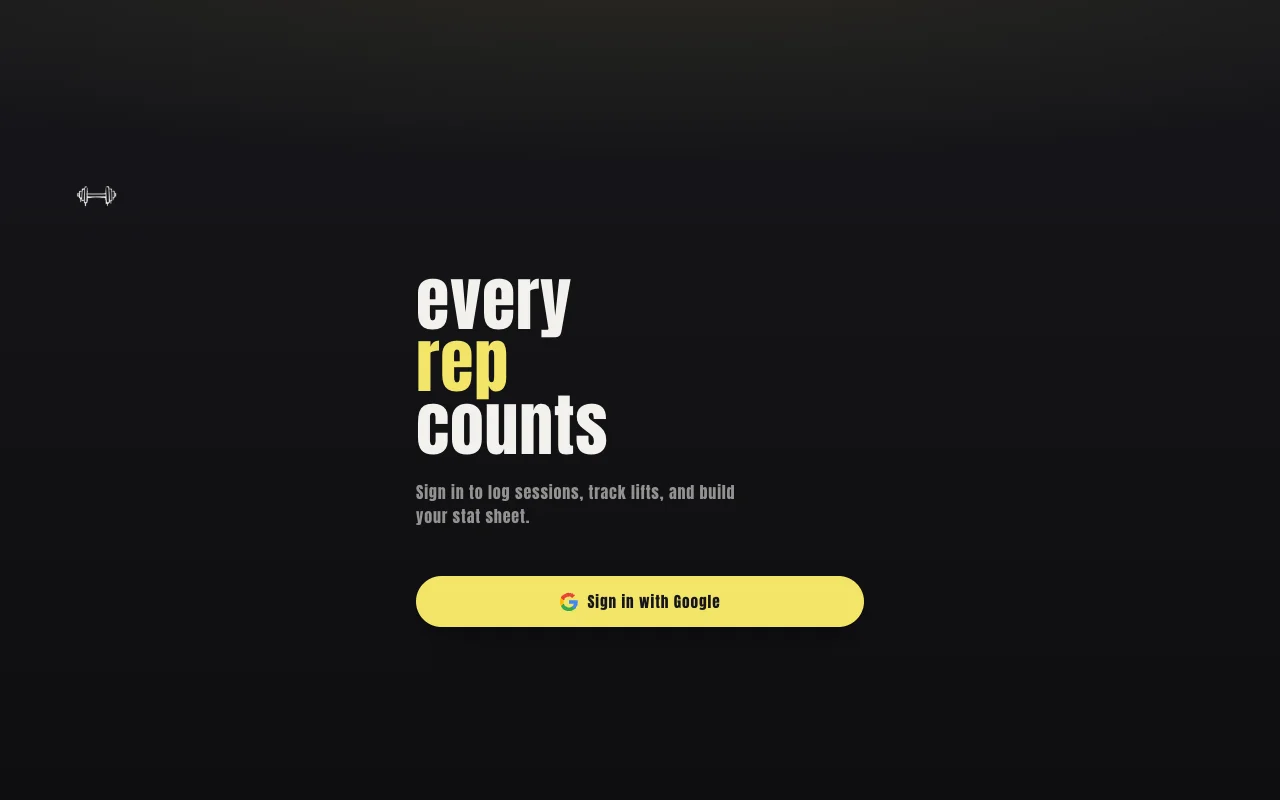 every
rep
counts
Sign in to log sessions, track lifts, and build
your stat sheet.
Sign in with Google